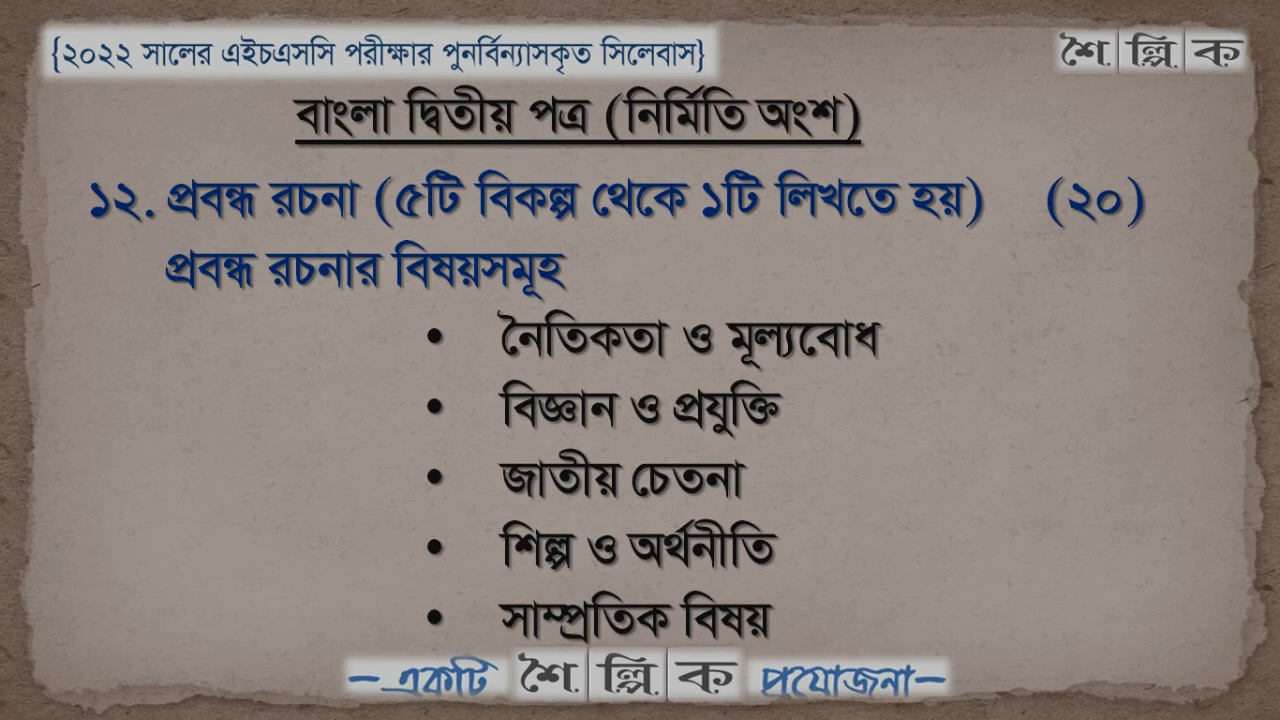 {২০২২ সালের এইচএসসি পরীক্ষার পুনর্বিন্যাসকৃত সিলেবাস}
শৈল্পিক
বাংলা দ্বিতীয় পত্র (নির্মিতি অংশ)
১২. প্রবন্ধ রচনা (৫টি বিকল্প থেকে ১টি লিখতে হয়) (২০)
প্রবন্ধ রচনার বিষয়সমূহ
• নৈতিকতা ও মূল্যবোধ
• বিজ্ঞান ও প্রযুক্তি
• জাতীয় চেতনা
• শিল্প ও অর্থনীতি
• সাম্প্রতিক বিষয়
–একটি শৈল্পিক প্রযোজনা–